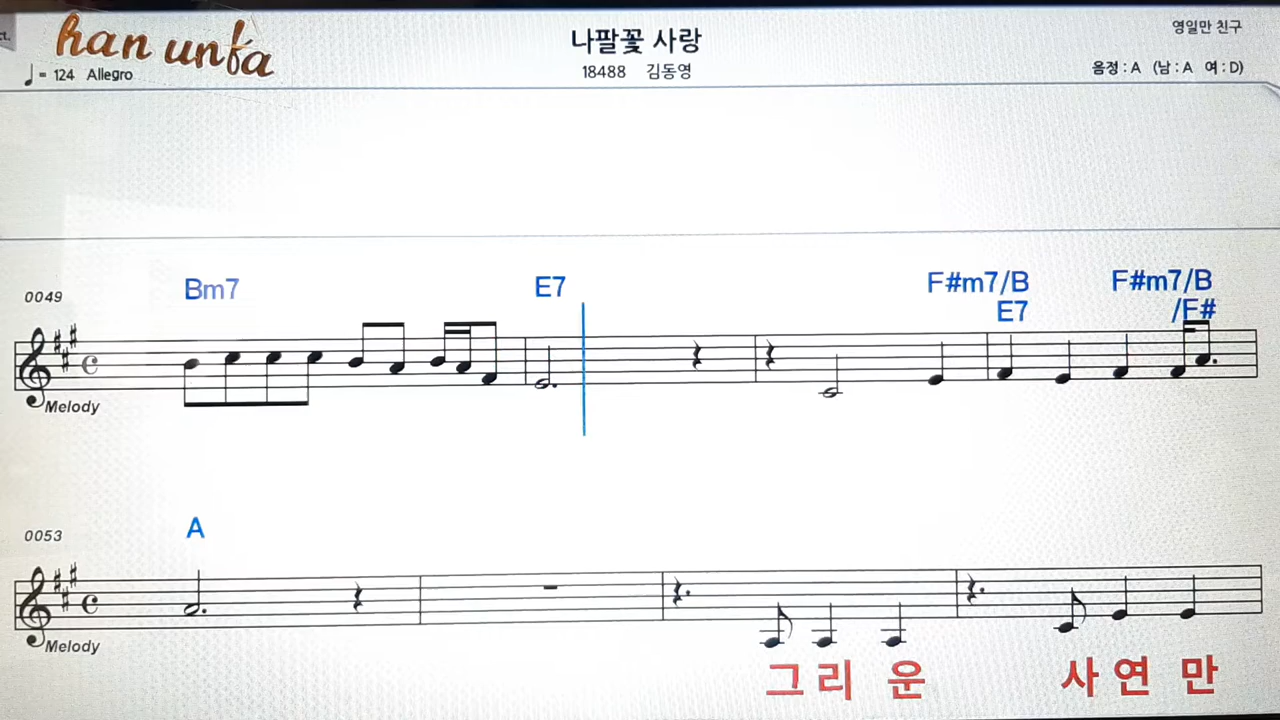 ct.
han unfa
나팔꽃 사랑
영일만 친구
♩= 124 Allegro
18488 김동영
음정 : A (남 : A 여 : D)
Bm7 E7 F#m7/B F#m7/B
0049 E7 /F#
Melody
0053 A
Melody
그 리 운 사 연 만